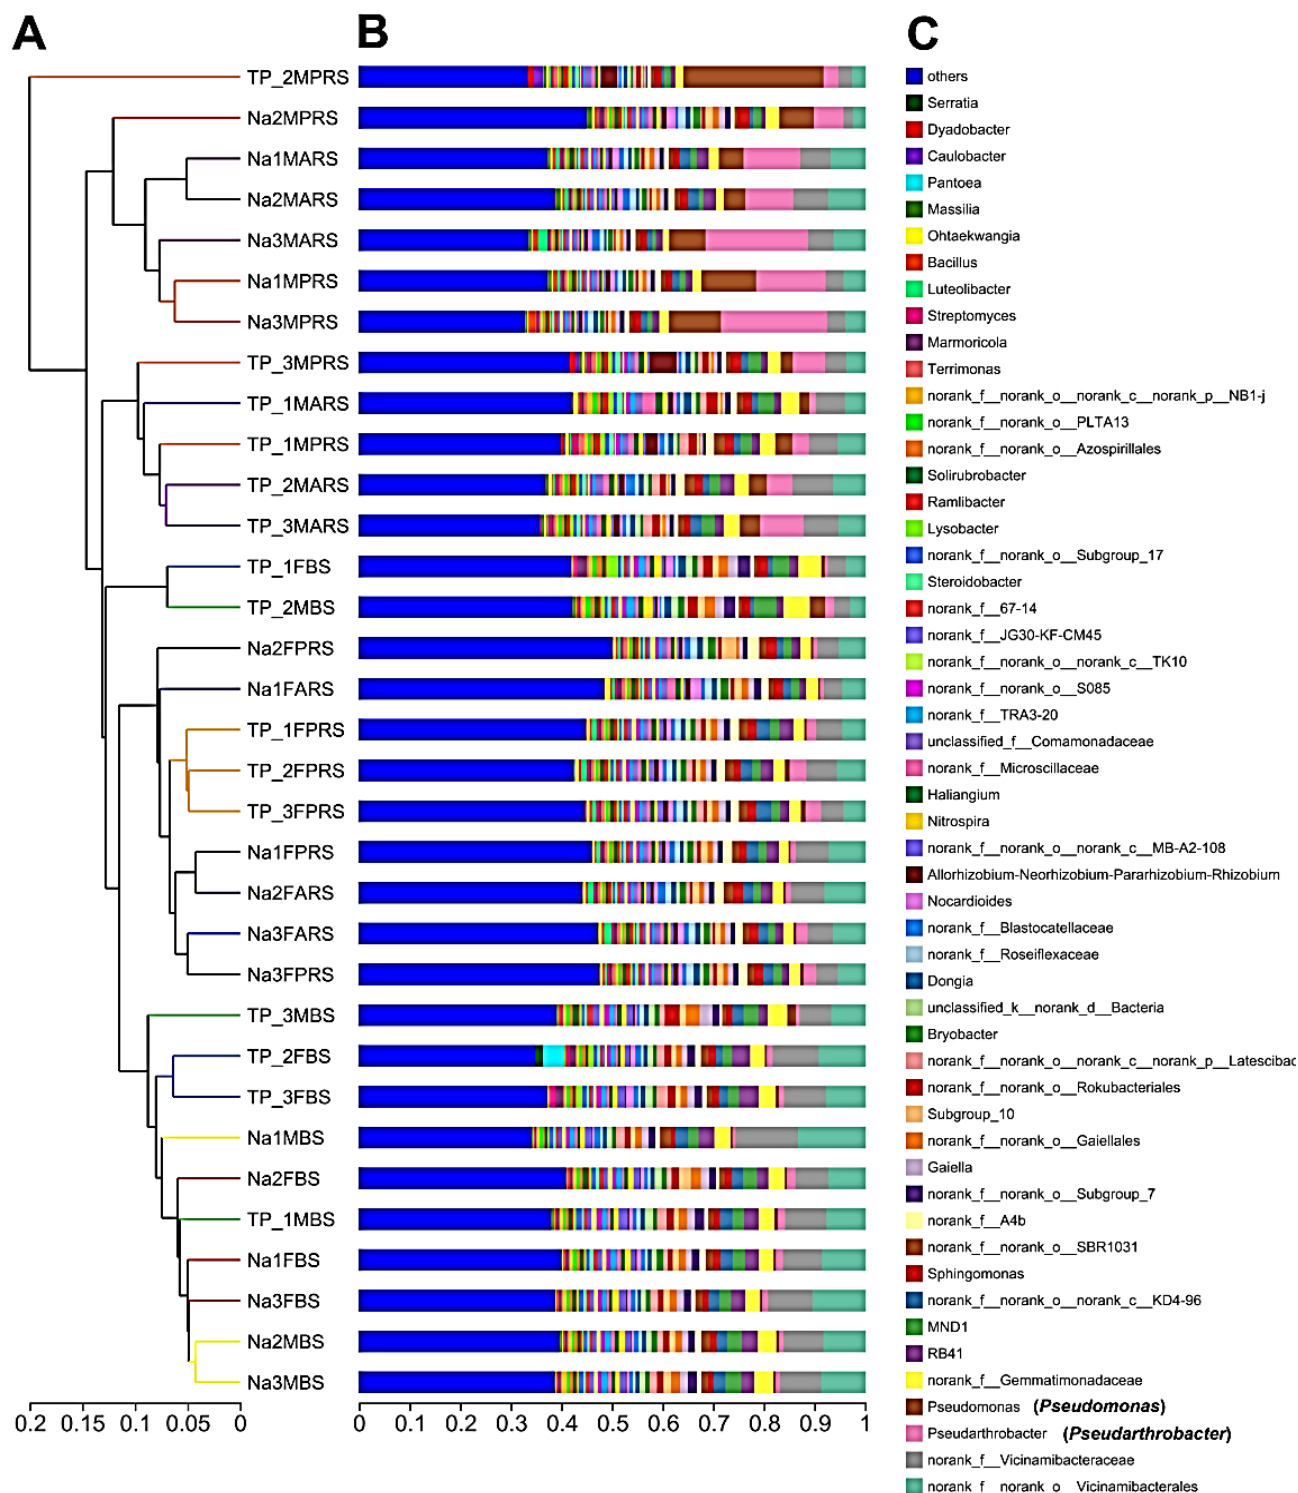 A
B
C
TP_2MPRS
Na2MPRS
Na1MARS
Na2MARS
Na3MARS
Na1MPRS
Na3MPRS
TP_3MPRS
TP_1MARS
TP_1MPRS
TP_2MARS
TP_3MARS
TP_1FBS
TP_2MBS
Na2FPRS
Na1FARS
TP_1FPRS
TP_2FPRS
TP_3FPRS
Na1FPRS
Na2FARS
Na3FARS
Na3FPRS
TP_3MBS
TP_2FBS
TP_3FBS
Na1MBS
Na2FBS
TP_1MBS
Na1FBS
Na3FBS
Na2MBS
Na3MBS
0.2 0.15 0.1 0.05 0
0 0.1 0.2 0.3 0.4 0.5 0.6 0.7 0.8 0.9 1
others
Serratia
Dyadobacter
Caulobacter
Pantoea
Massilia
Ohtaekwangia
Bacillus
Luteolibacter
Streptomyces
Marmoricola
Terrimonas
norank_f__norank_o__norank_c__norank_p__NB1-j
norank_f__norank_o__PLTA13
norank_f__norank_o__Azospirillales
Solirubrobacter
Ramlibacter
Lysobacter
norank_f__norank_o__Subgroup_17
Steroidobacter
norank_f__67-14
norank_f__JG30-KF-CM45
norank_f__norank_o__norank_c__TK10
norank_f__norank_o__S085
norank_f__TRA3-20
unclassified_f__Comamonadaceae
norank_f__Microscillaceae
Haliangium
Nitrospira
norank_f__norank_o__norank_c__MB-A2-108
Allorhizobium-Neorhizobium-Pararhizobium-Rhizobium
Nocardioides
norank_f__Blastocatellaceae
norank_f__Roseiflexaceae
Dongia
unclassified_k__norank_d__Bacteria
Bryobacter
norank_f__norank_o__norank_c__norank_p__Latescibac
norank_f__norank_o__Rokubacteriales
Subgroup_10
norank_f__norank_o__Gaiellales
Gaiella
norank_f__norank_o__Subgroup_7
norank_f__A4b
norank_f__norank_o__SBR1031
Sphingomonas
norank_f__norank_o__norank_c__KD4-96
MND1
RB41
norank_f__Gemmatimonadaceae
Pseudomonas (Pseudomonas)
Pseudarthrobacter (Pseudarthrobacter)
norank_f__Vicinamibacteraceae
norank_f__norank_o__Vicinamibacterales